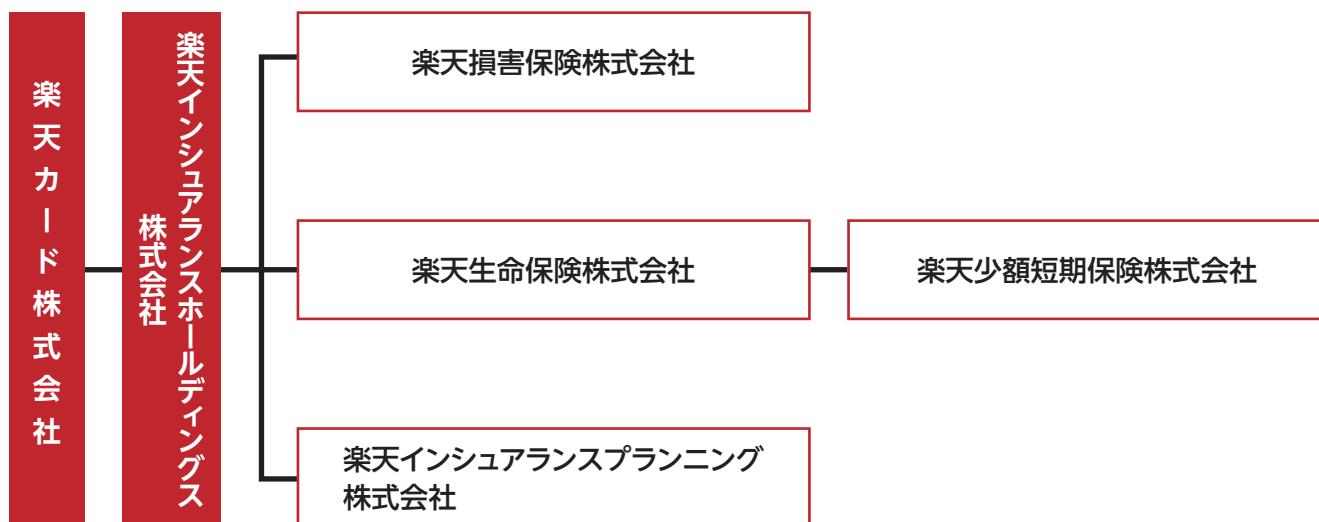 楽天カード株式会社
楽天インシュアランスホールディングス
株式会社
楽天損害保険株式会社
楽天生命保険株式会社
楽天少額短期保険株式会社
楽天インシュアランスプランニング
株式会社